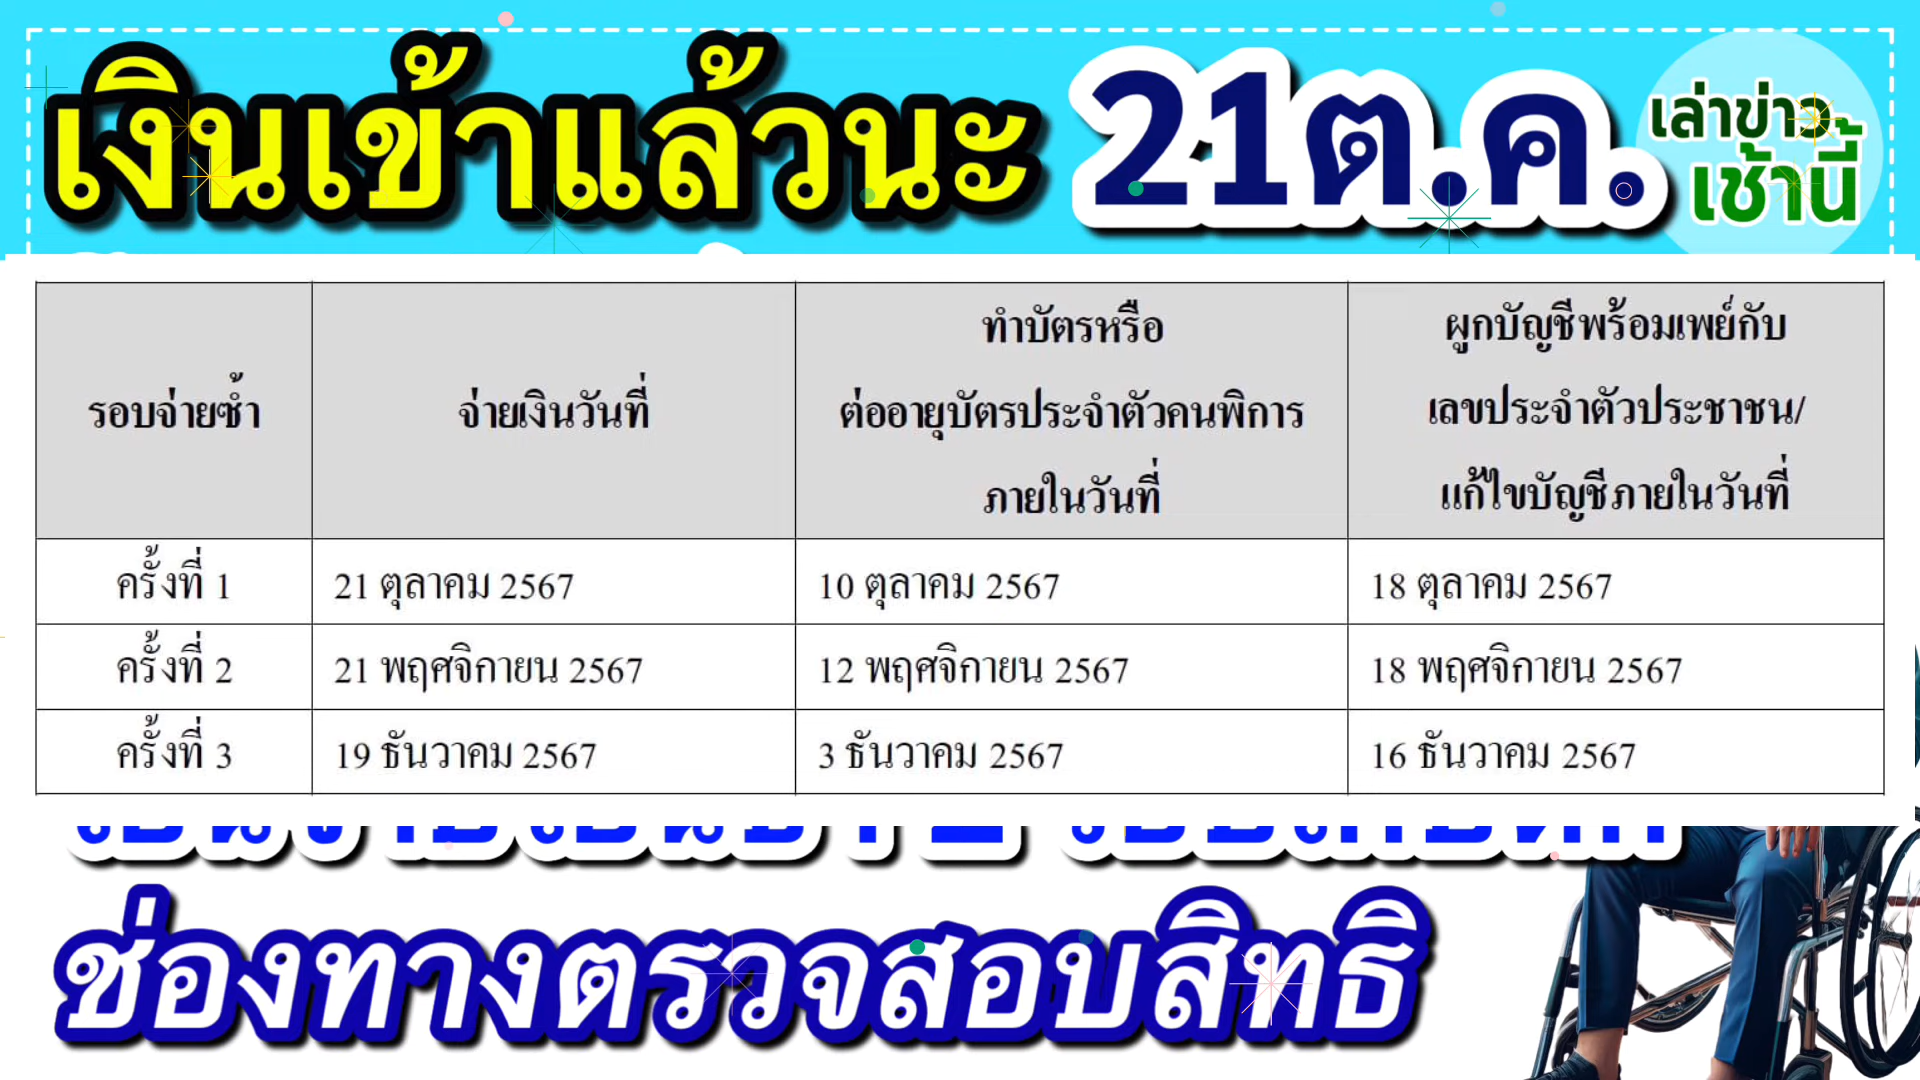 เงินเข้าแล้วนะ 21ต.ค.
เล่าข่าว
เช้านี้
รอบจ่ายซ้ำ
จ่ายเงินวันที่
ทำบัตรหรือ
ต่ออายุบัตรประจำตัวคนพิการ
ภายในวันที่
ผูกบัญชีพร้อมเพย์กับ
เลขประจำตัวประชาชน/
แก้ไขบัญชีภายในวันที่
ครั้งที่ 1 21 ตุลาคม 2567 10 ตุลาคม 2567 18 ตุลาคม 2567
ครั้งที่ 2 21 พฤศจิกายน 2567 12 พฤศจิกายน 2567 18 พฤศจิกายน 2567
ครั้งที่ 3 19 ธันวาคม 2567 3 ธันวาคม 2567 16 ธันวาคม 2567
ช่องทางตรวจสอบสิทธิ